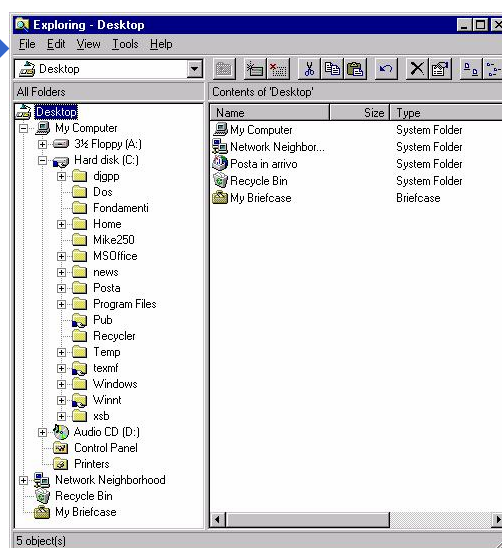 Exploring - Desktop
File Edit View Tools Help
Desktop
All Folders
Contents of 'Desktop'
Desktop
My Computer
3½ Floppy (A:)
Hard disk (C:)
djgpp
Dos
Fondamenti
Home
Mike250
MSOffice
news
Posta
Program Files
Pub
Recycler
Temp
texmf
Windows
Winnt
xsb
Audio CD (D:)
Control Panel
Printers
Network Neighborhood
Recycle Bin
My Briefcase
Name Size Type
My Computer System Folder
Network Neighbor... System Folder
Posta in arrivo System Folder
Recycle Bin System Folder
My Briefcase Briefcase
5 object(s)